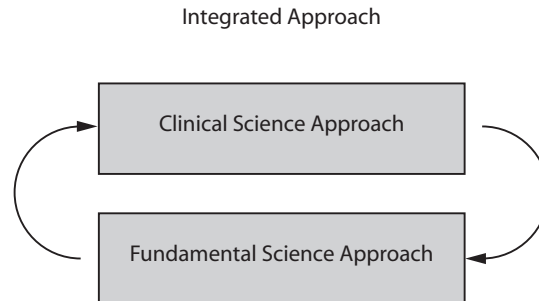 Integrated Approach
Clinical Science Approach
Fundamental Science Approach